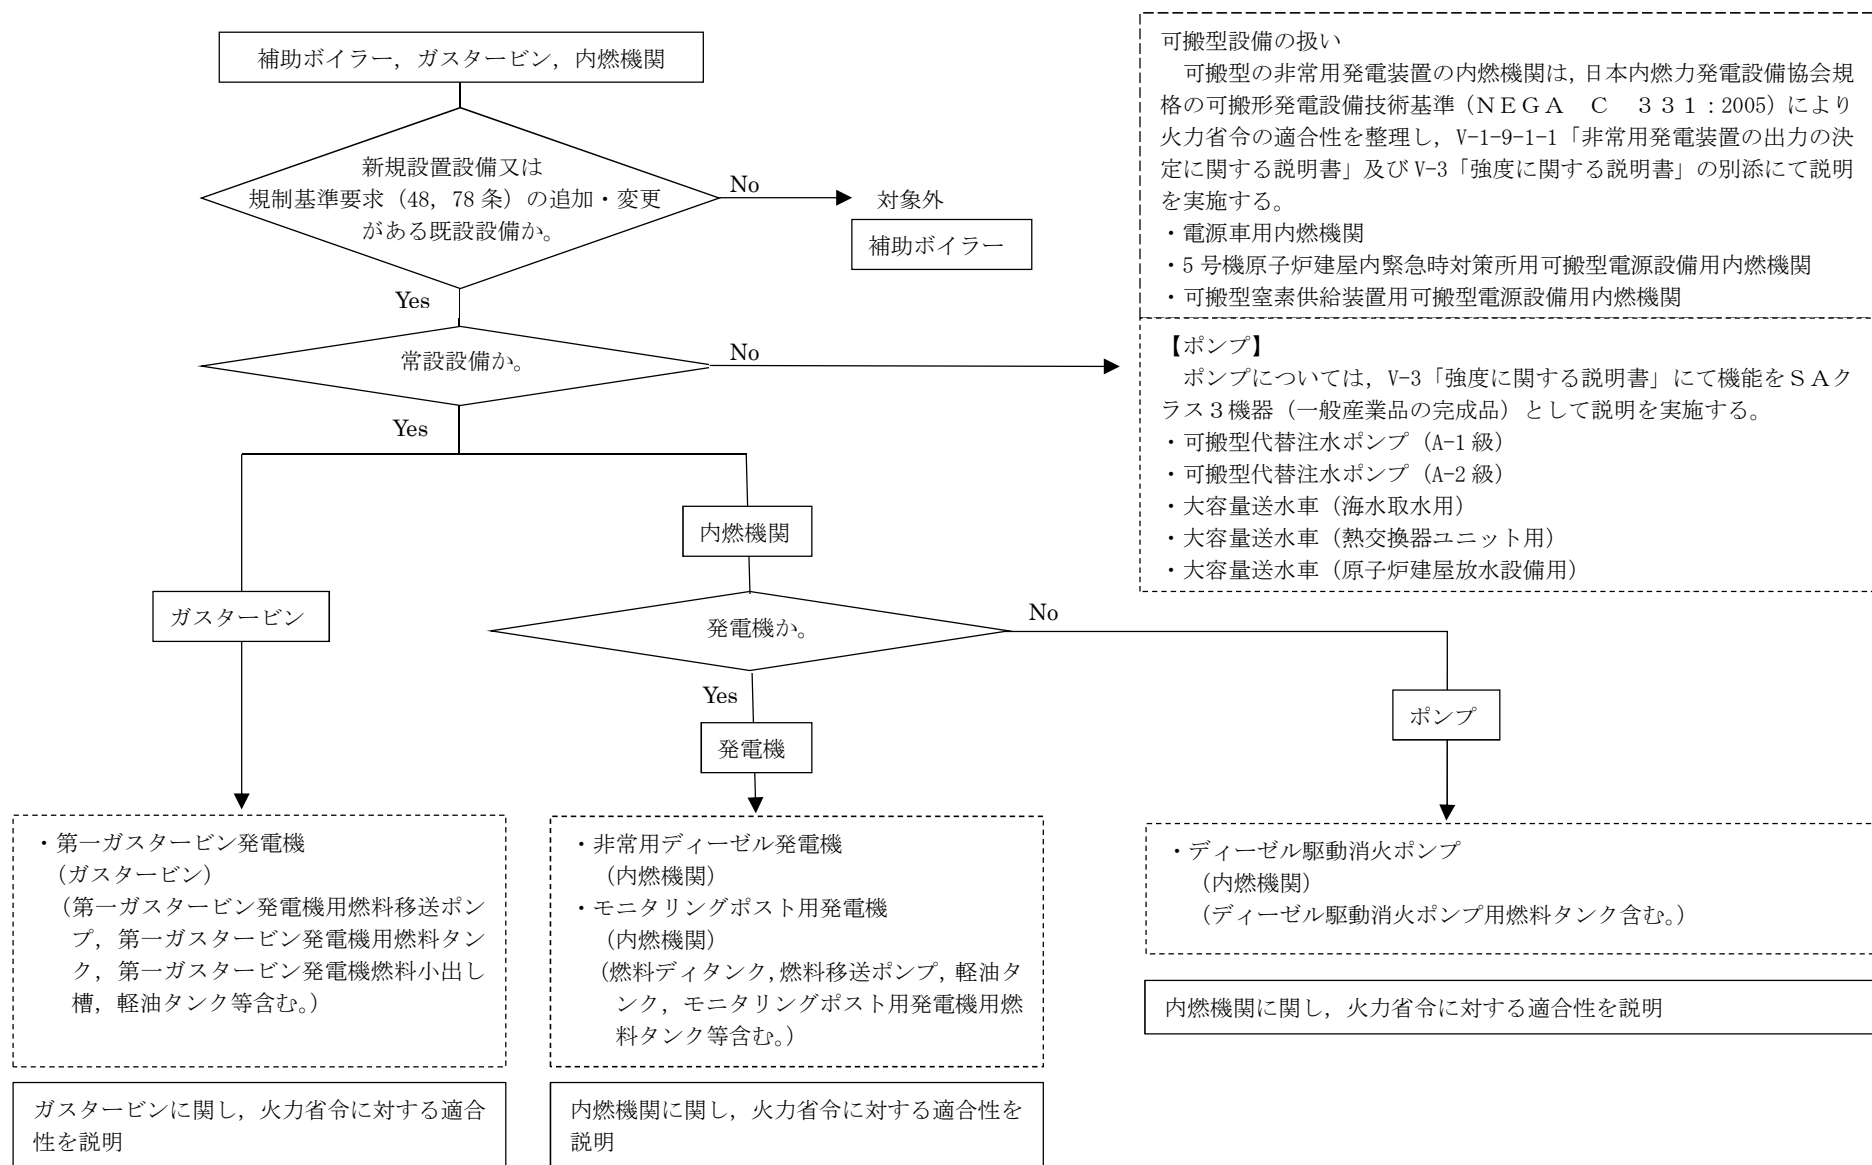 補助ボイラー，ガスタービン，内燃機関
新規設置設備又は
規制基準要求（48，78 条）の追加・変更
がある既設設備か。
No
対象外
補助ボイラー
Yes
常設設備か。
No
Yes
可搬型設備の扱い
可搬型の非常用発電装置の内燃機関は，日本内燃力発電設備協会規
格の可搬形発電設備技術基準（ＮＥＧＡ　Ｃ　３３１：2005）により
火力省令の適合性を整理し，V-1-9-1-1「非常用発電装置の出力の決
定に関する説明書」及び V-3「強度に関する説明書」の別添にて説明
を実施する。
・電源車用内燃機関
・5 号機原子炉建屋内緊急時対策所用可搬型電源設備用内燃機関
・可搬型窒素供給装置用可搬型電源設備用内燃機関
【ポンプ】
ポンプについては，V-3「強度に関する説明書」にて機能をＳＡク
ラス３機器（一般産業品の完成品）として説明を実施する。
・可搬型代替注水ポンプ（A-1 級）
・可搬型代替注水ポンプ（A-2 級）
・大容量送水車（海水取水用）
・大容量送水車（熱交換器ユニット用）
・大容量送水車（原子炉建屋放水設備用）
内燃機関
ガスタービン
発電機か。
No
Yes
発電機
ポンプ
・第一ガスタービン発電機
（ガスタービン）
（第一ガスタービン発電機用燃料移送ポン
プ，第一ガスタービン発電機用燃料タン
ク，第一ガスタービン発電機燃料小出し
槽，軽油タンク等含む。）
ガスタービンに関し，火力省令に対する適合
性を説明
・非常用ディーゼル発電機
（内燃機関）
・モニタリングポスト用発電機
（内燃機関）
（燃料ディタンク，燃料移送ポンプ，軽油タ
ンク，モニタリングポスト用発電機用燃
料タンク等含む。）
内燃機関に関し，火力省令に対する適合性を
説明
・ディーゼル駆動消火ポンプ
（内燃機関）
（ディーゼル駆動消火ポンプ用燃料タンク含む。）
内燃機関に関し，火力省令に対する適合性を説明